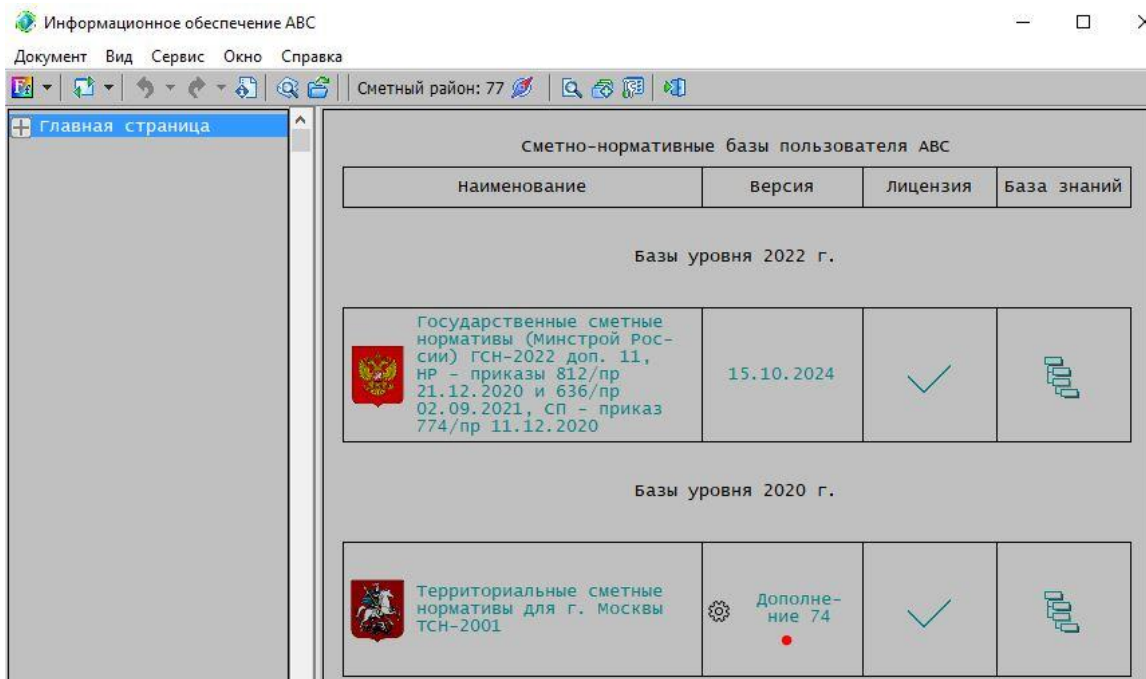 Информационное обеспечение АВС
Документ Вид Сервис Окно Справка
Сметный район: 77
Главная страница
Сметно-нормативные базы пользователя АВС
Наименование Версия Лицензия База знаний
Базы уровня 2022 г.
Государственные сметные
нормативы (Минстрой Рос-
сии) ГСН-2022 доп. 11,
НР - приказы 812/пр
21.12.2020 и 636/пр
02.09.2021, СП - приказ
774/пр 11.12.2020
15.10.2024
Базы уровня 2020 г.
Территориальные сметные
нормативы для г. Москвы
ТСН-2001
Дополне-
ние 74